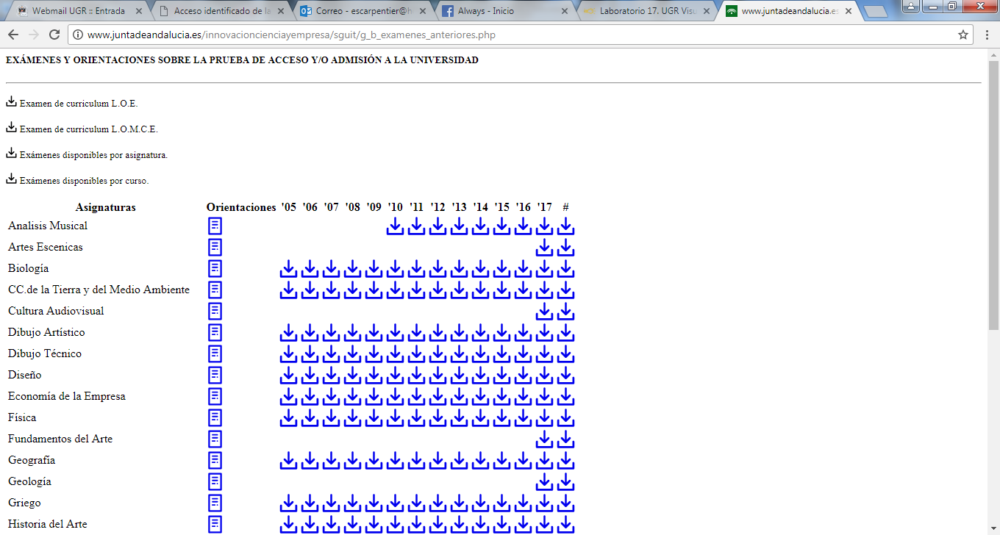 Webmail UGR :: Entrada
Acceso identificado de la
Correo - escarpentier@h
Always - Inicio
Laboratorio 17. UGR Visu
www.juntadeandalucia.es
www.juntadeandalucia.es/innovacioncienciayempresa/sguit/g_b_examenes_anteriores.php
EXÁMENES Y ORIENTACIONES SOBRE LA PRUEBA DE ACCESO Y/O ADMISIÓN A LA UNIVERSIDAD
Examen de curriculum L.O.E.
Examen de curriculum L.O.M.C.E.
Exámenes disponibles por asignatura.
Exámenes disponibles por curso.
Asignaturas Orientaciones '05 '06 '07 '08 '09 '10 '11 '12 '13 '14 '15 '16 '17 #
Analisis Musical
Artes Escenicas
Biología
CC.de la Tierra y del Medio Ambiente
Cultura Audiovisual
Dibujo Artístico
Dibujo Técnico
Diseño
Economía de la Empresa
Física
Fundamentos del Arte
Geografía
Geología
Griego
Historia del Arte